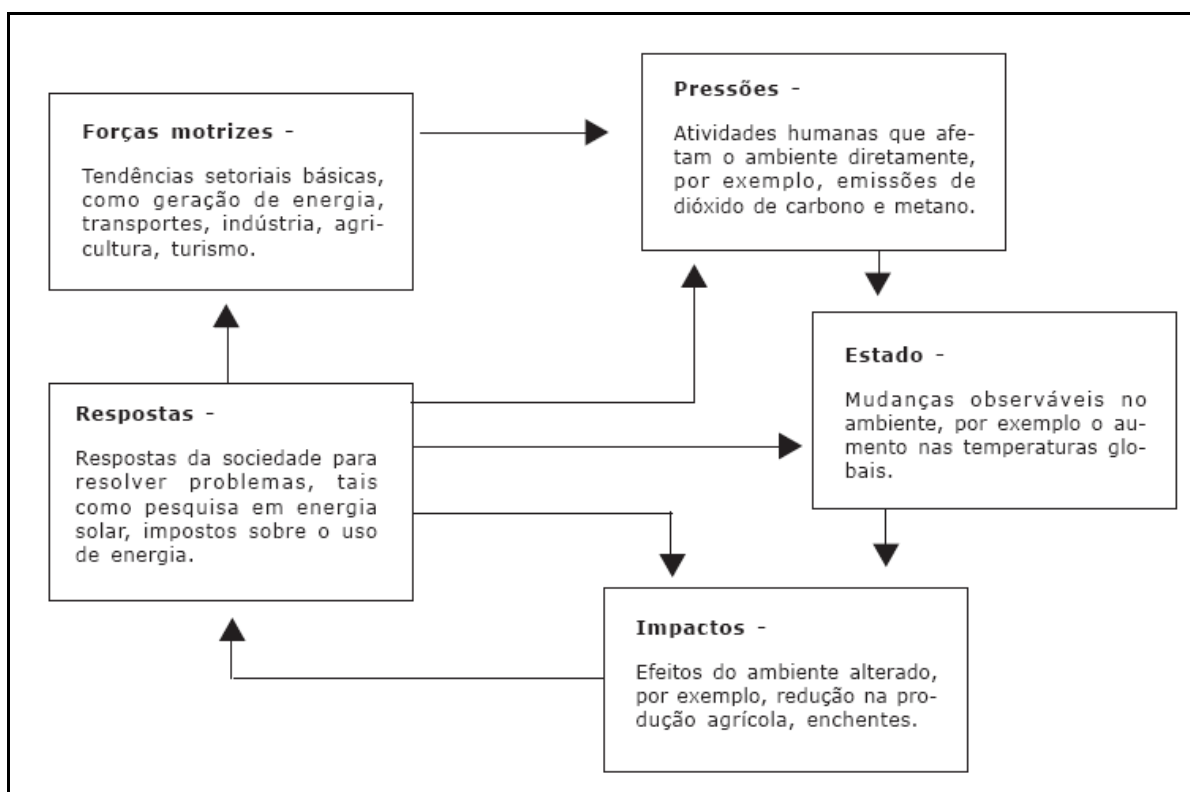 Forças motrizes -
Tendências setoriais básicas,
como geração de energia,
transportes, indústria, agri-
cultura, turismo.
Pressões -
Atividades humanas que afe-
tam o ambiente diretamente,
por exemplo, emissões de
dióxido de carbono e metano.
Estado -
Mudanças observáveis no
ambiente, por exemplo o au-
mento nas temperaturas glo-
bais.
Respostas -
Respostas da sociedade para
resolver problemas, tais
como pesquisa em energia
solar, impostos sobre o uso
de energia.
Impactos -
Efeitos do ambiente alterado,
por exemplo, redução na pro-
dução agrícola, enchentes.